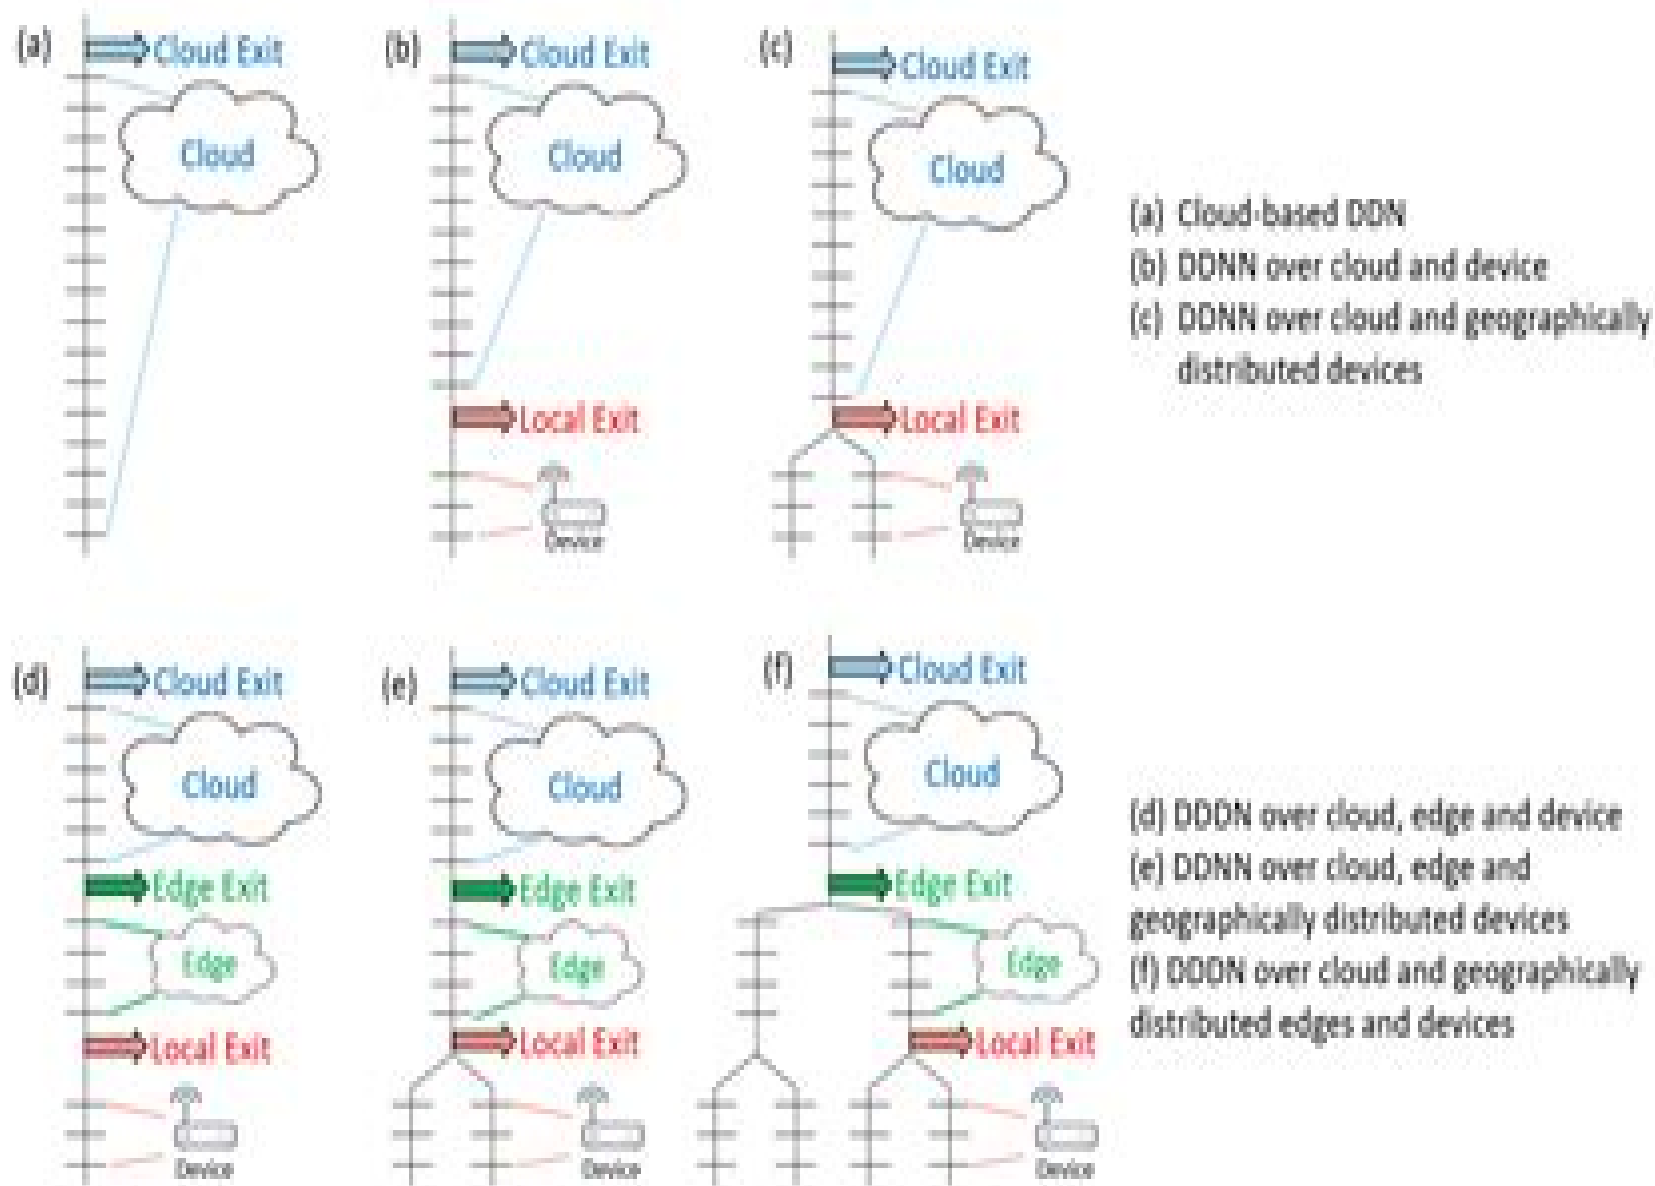 (a)
Cloud Exit
Cloud
(b)
Cloud Exit
Cloud
Local Exit
Device
(c)
Cloud Exit
Cloud
Local Exit
Device
(a) Cloud-based DDN
(b) DDNN over cloud and device
(c) DDNN over cloud and geographically
distributed devices
(d)
Cloud Exit
Cloud
Edge Exit
Edge
Local Exit
Device
(e)
Cloud Exit
Cloud
Edge Exit
Edge
Local Exit
Device
(f)
Cloud Exit
Cloud
Edge Exit
Edge
Local Exit
Device
(d) DDDN over cloud, edge and device
(e) DDNN over cloud, edge and
geographically distributed devices
(f) DDDN over cloud and geographically
distributed edges and devices